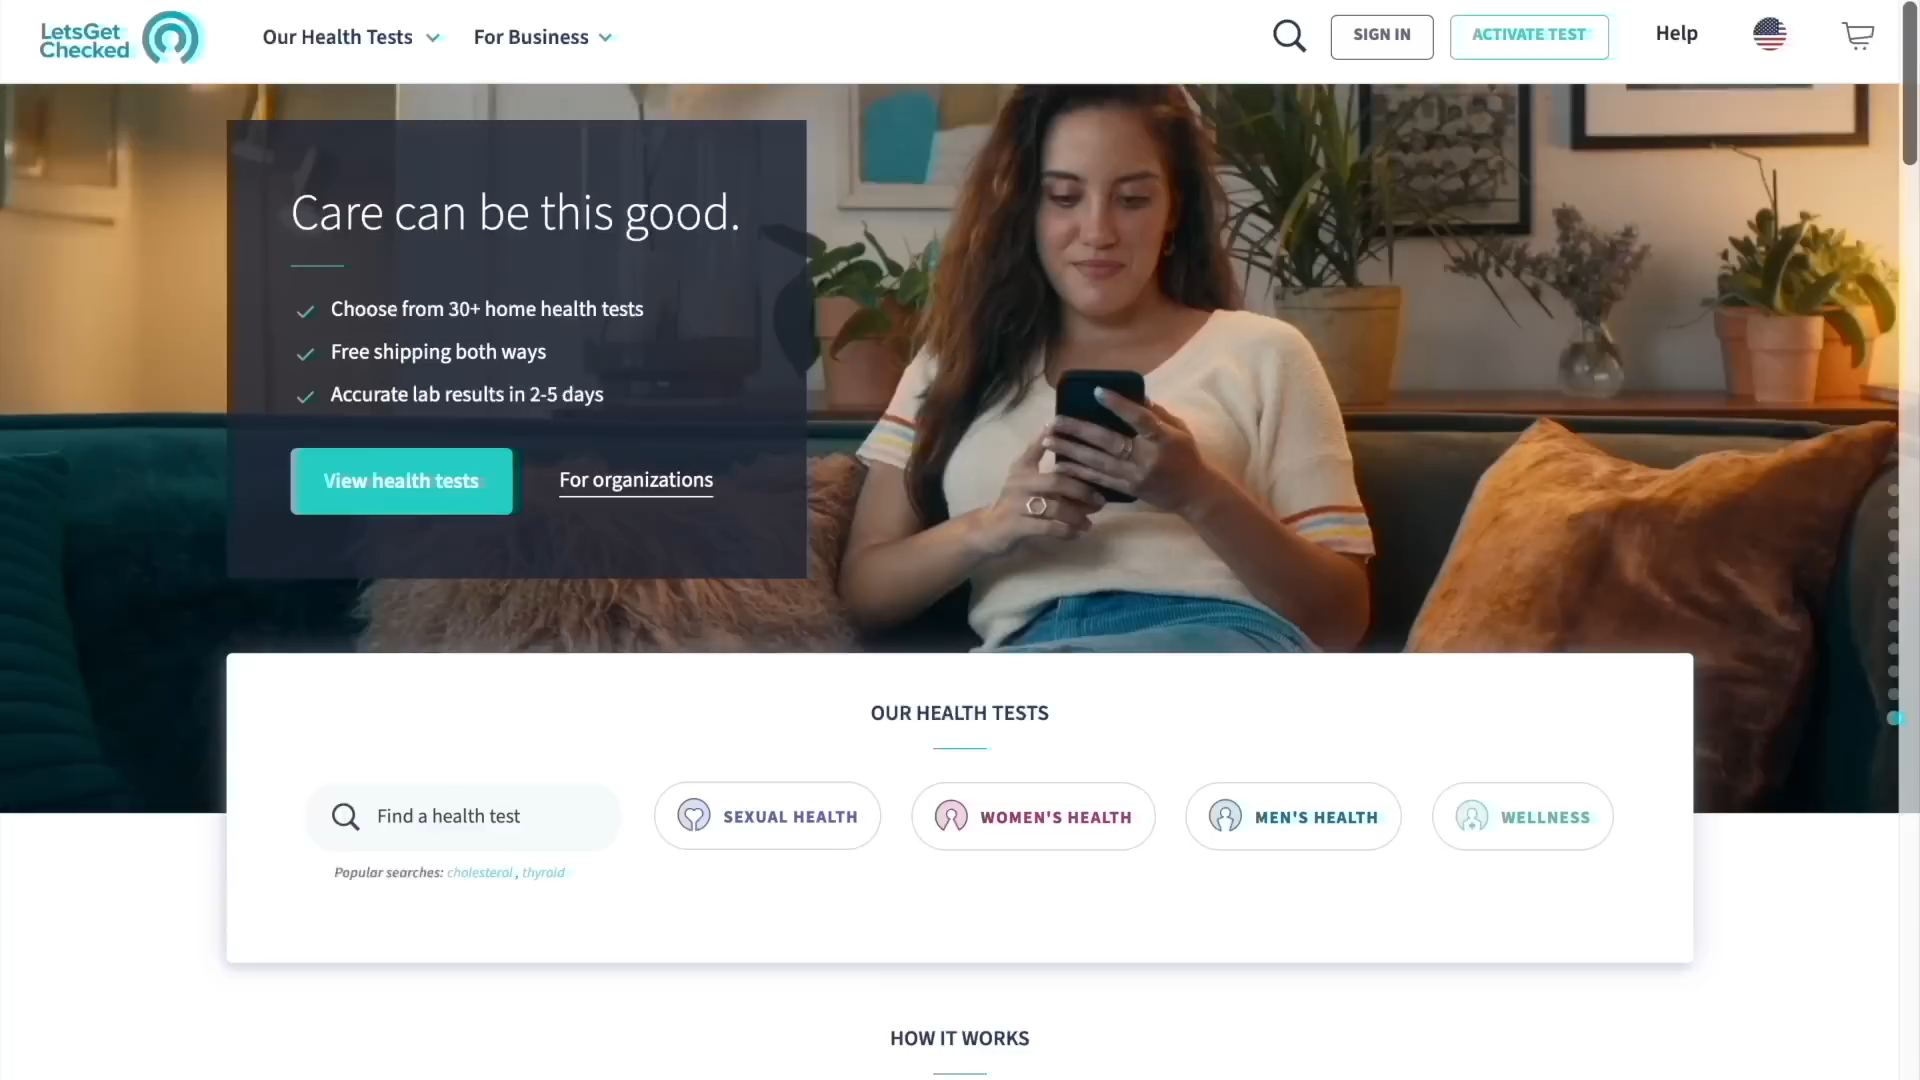 LetsGet
Checked
Our Health Tests
For Business
SIGN IN
ACTIVATE TEST
Help
Care can be this good.
Choose from 30+ home health tests
Free shipping both ways
Accurate lab results in 2-5 days
View health tests
For organizations
OUR HEALTH TESTS
Find a health test
SEXUAL HEALTH
WOMEN'S HEALTH
MEN'S HEALTH
WELLNESS
Popular searches: cholesterol , thyroid
HOW IT WORKS